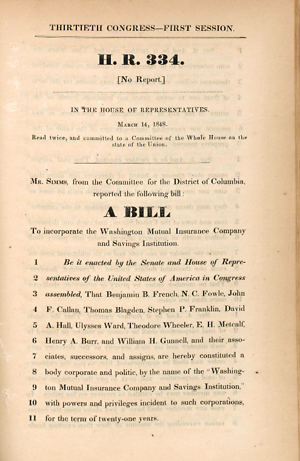 THIRTIETH CONGRESS—FIRST SESSION.
H. R. 334.
[No Report.]
IN THE HOUSE OF REPRESENTATIVES.
March 14, 1848.
Read twice, and committed to a Committee of the Whole House on the
state of the Union.
Mr. Simms, from the Committee for the District of Columbia,
reported the following bill:
A BILL
To incorporate the Washington Mutual Insurance Company
and Savings Institution.
1 Be it enacted by the Senate and House of Repre-
2 sentatives of the United States of America in Congress
3 assembled, That Benjamin B. French, N. C. Fowle, John
4 F. Callan, Thomas Blagden, Stephen P. Franklin, David
5 A. Hall, Ulysses Ward, Theodore Wheeler, E. H. Metcalf,
6 Henry A. Burr, and William H. Gunnell, and their asso-
7 ciates, successors, and assigns, are hereby constituted a
8 body corporate and politic, by the name of the "Washing-
9 ton Mutual Insurance Company and Savings Institution,"
10 with powers and privileges incident to such corporations,
11 for the term of twenty-one years.